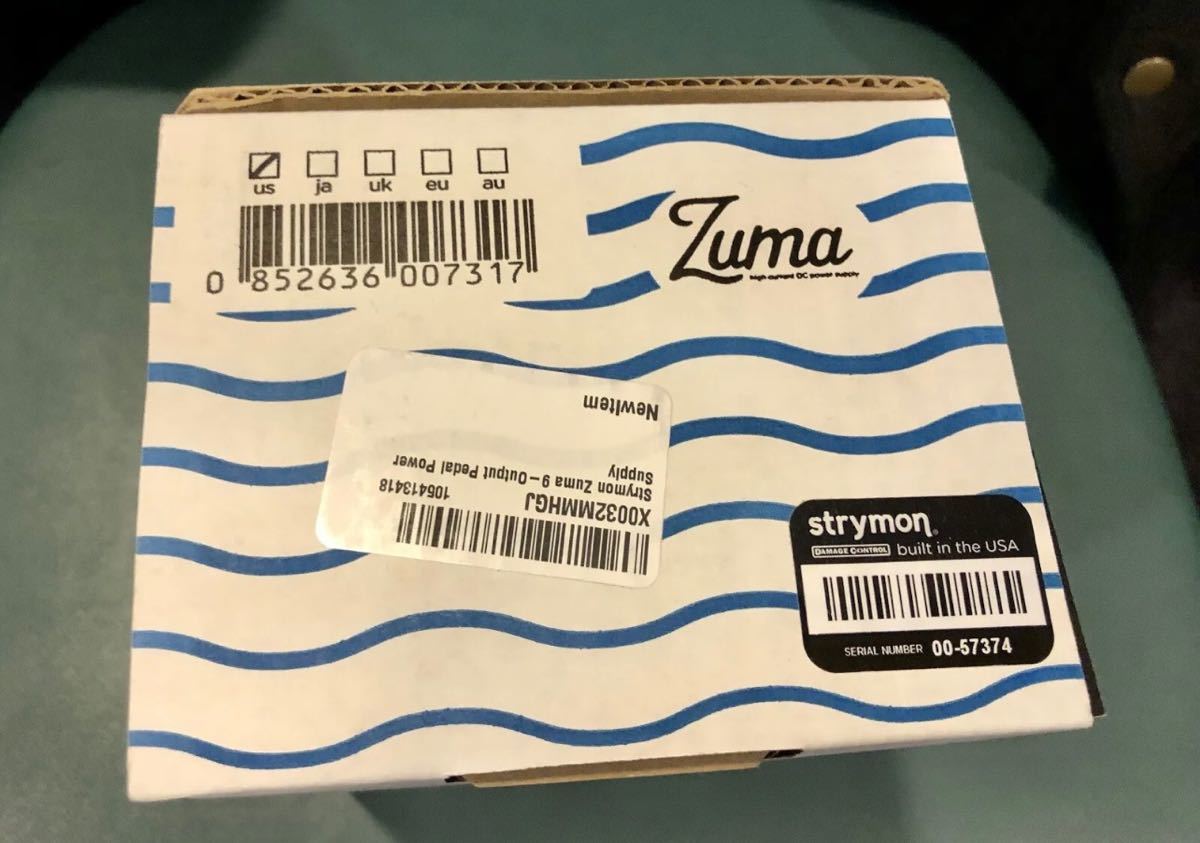 us ja uk eu au
0 852636 007317
Zuma
high current DC power supply
X0032MMHGJ
105413418
Strymon Zuma 9-Output Pedal Power
Supply
NewItem
strymon®
DAMAGE CONTROL built in the USA
SERIAL NUMBER 00-57374